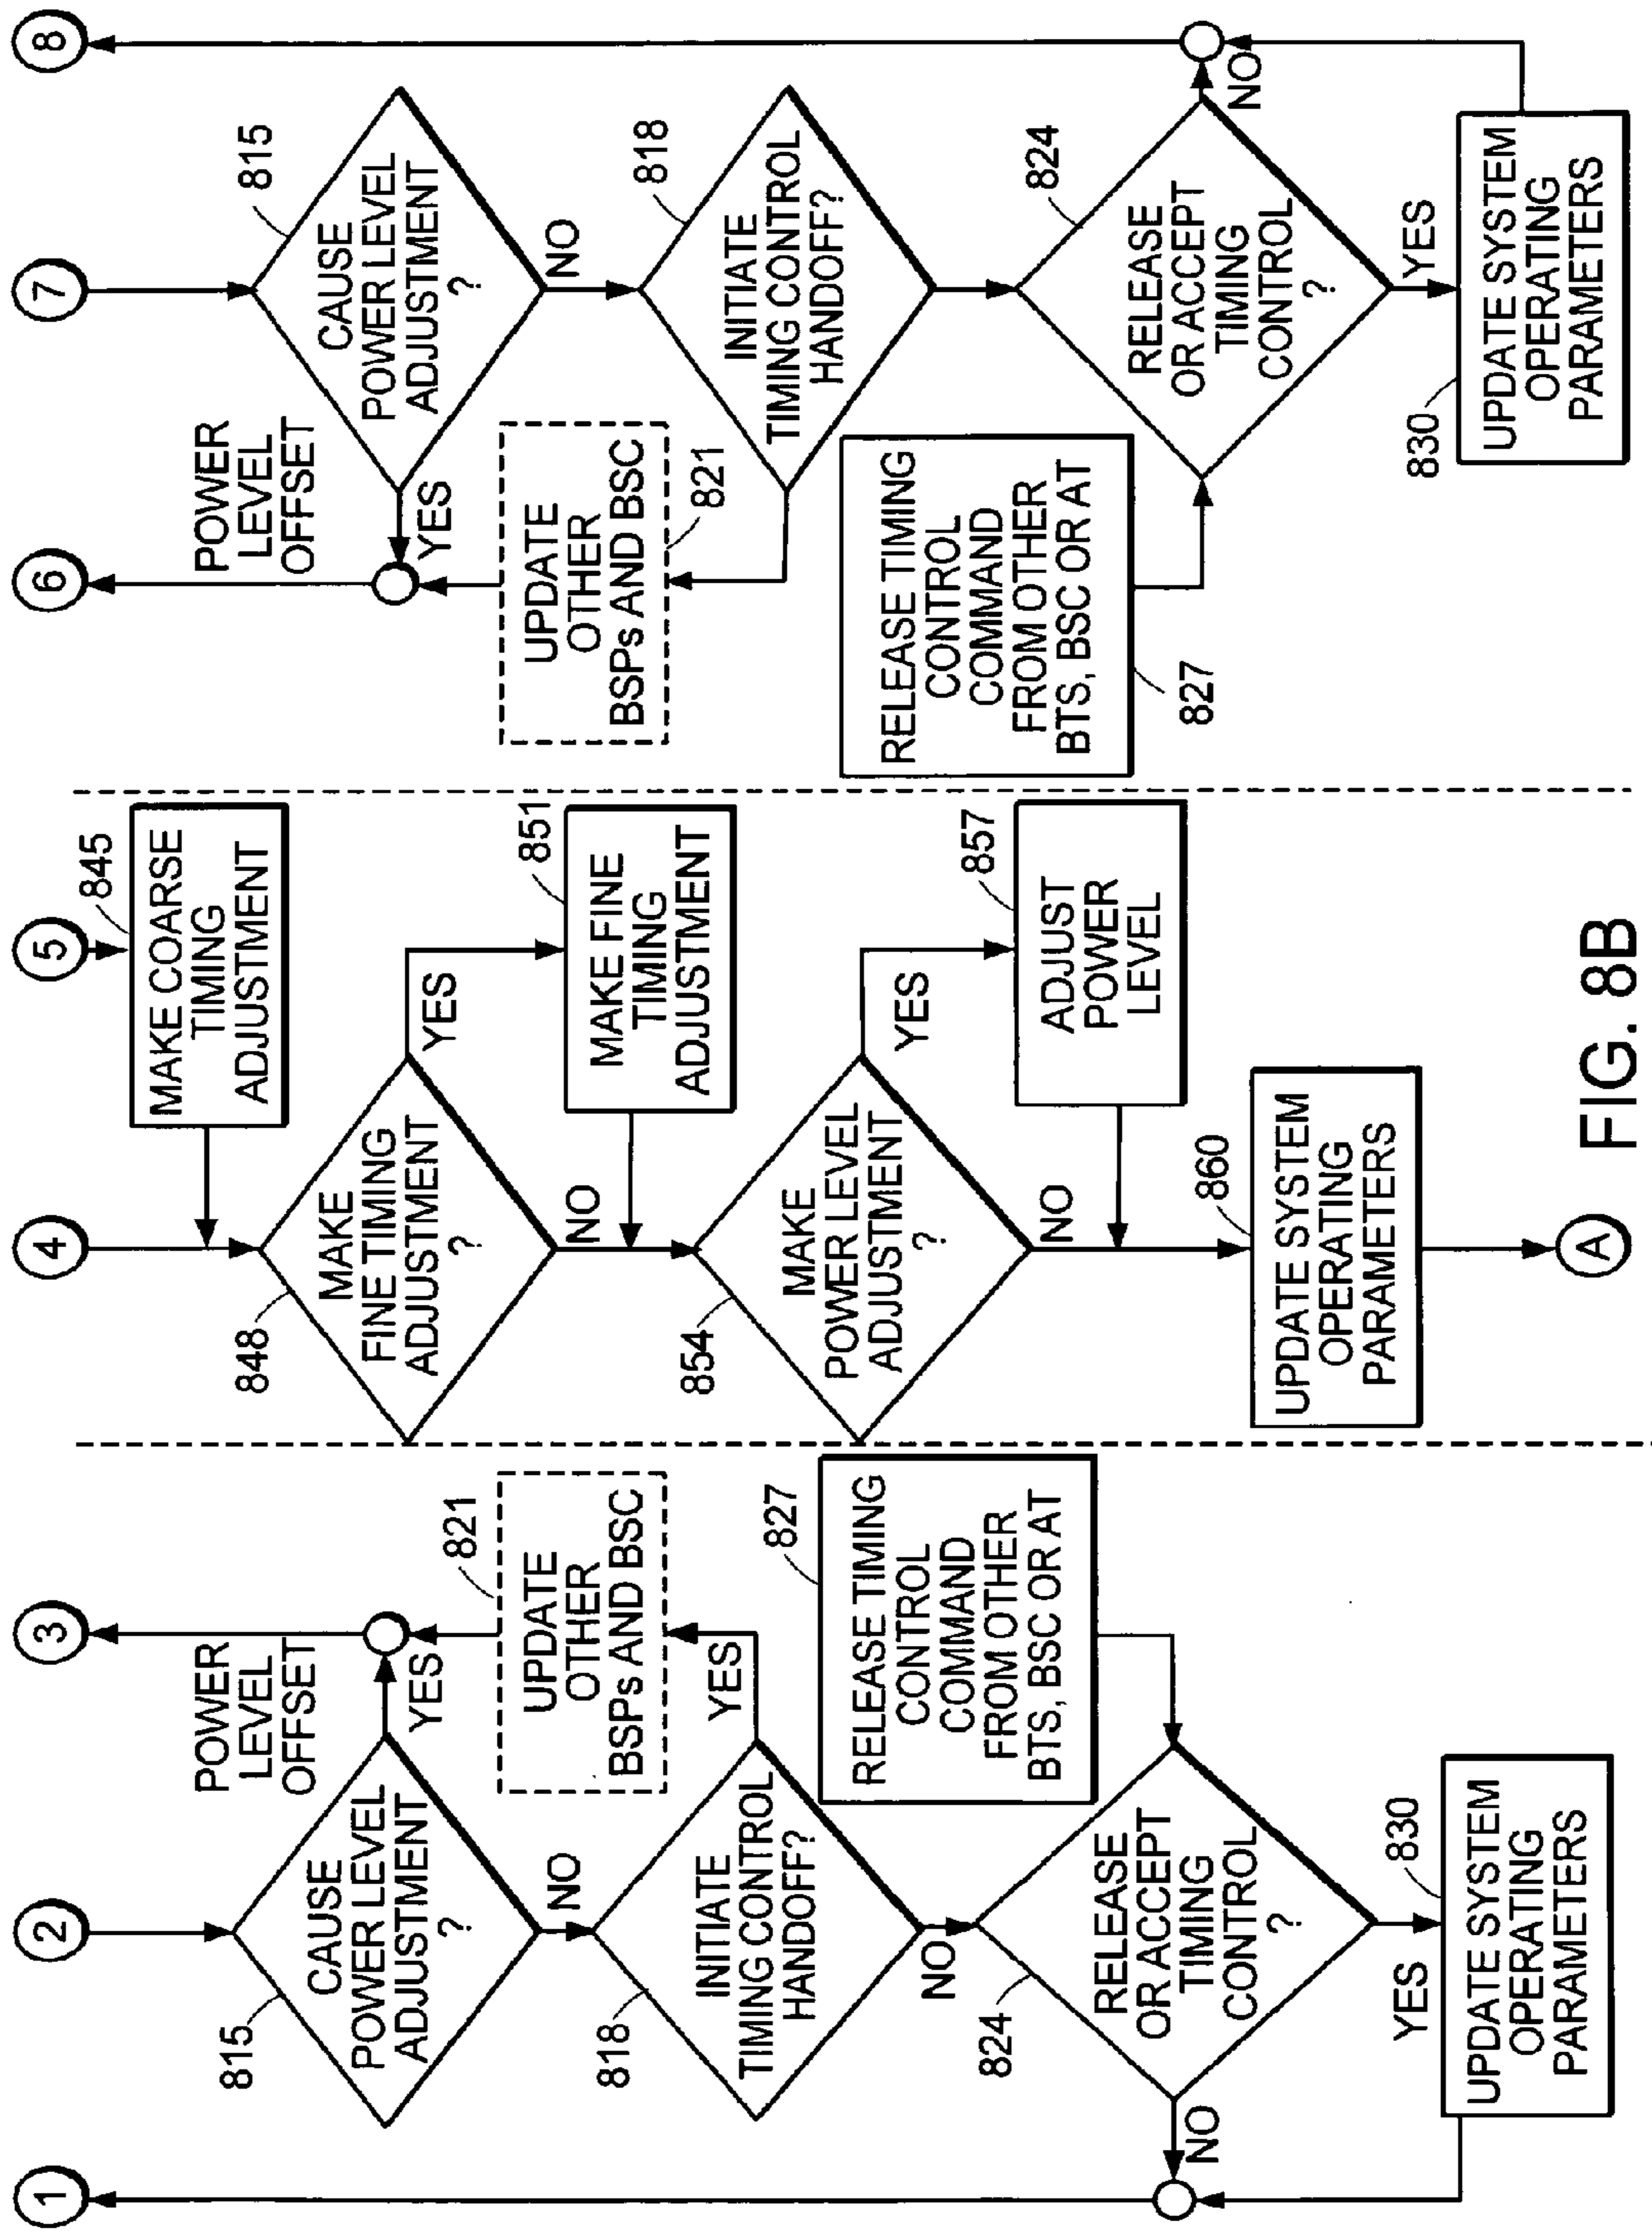 1
2
3
815
CAUSE
POWER LEVEL
ADJUSTMENT
?
YES
POWER
LEVEL
OFFSET
NO
821
UPDATE
OTHER
BSPs AND BSC
818
INITIATE
TIMING CONTROL
HANDOFF?
YES
NO
827
RELEASE TIMING
CONTROL
COMMAND
FROM OTHER
BTS, BSC OR AT
824
RELEASE
OR ACCEPT
TIMING
CONTROL
?
NO
YES
830
UPDATE SYSTEM
OPERATING
PARAMETERS
4
5
845
MAKE COARSE
TIMING
ADJUSTMENT
848
MAKE
FINE TIMING
ADJUSTMENT
?
YES
NO
851
MAKE FINE
TIMING
ADJUSTMENT
854
MAKE
POWER LEVEL
ADJUSTMENT
?
YES
NO
857
ADJUST
POWER
LEVEL
860
UPDATE SYSTEM
OPERATING
PARAMETERS
A
6
7
8
POWER
LEVEL
OFFSET
815
CAUSE
POWER LEVEL
ADJUSTMENT
?
YES
NO
UPDATE
OTHER
BSPs AND BSC
821
818
INITIATE
TIMING CONTROL
HANDOFF?
RELEASE TIMING
CONTROL
COMMAND
FROM OTHER
BTS, BSC OR AT
827
824
RELEASE
OR ACCEPT
TIMING
CONTROL
?
NO
YES
830
UPDATE SYSTEM
OPERATING
PARAMETERS
FIG. 8B